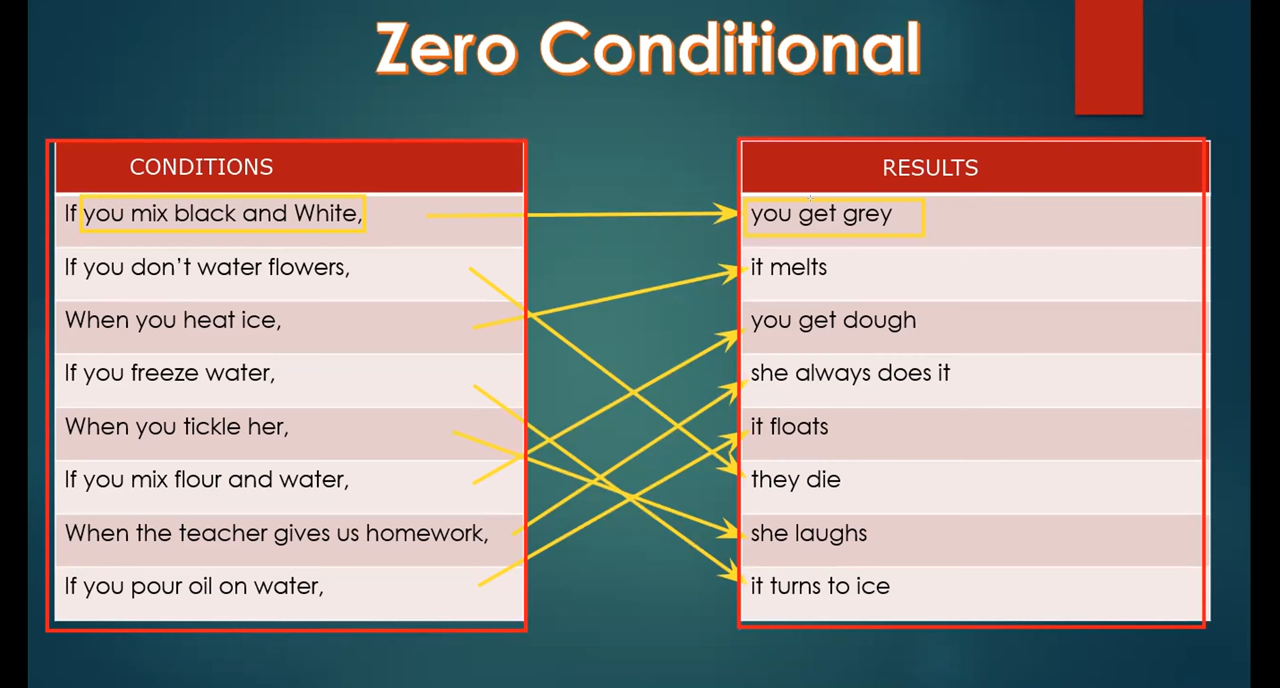 Zero Conditional
CONDITIONS
If you mix black and White,
If you don’t water flowers,
When you heat ice,
If you freeze water,
When you tickle her,
If you mix flour and water,
When the teacher gives us homework,
If you pour oil on water,
RESULTS
you get grey
it melts
you get dough
she always does it
it floats
they die
she laughs
it turns to ice